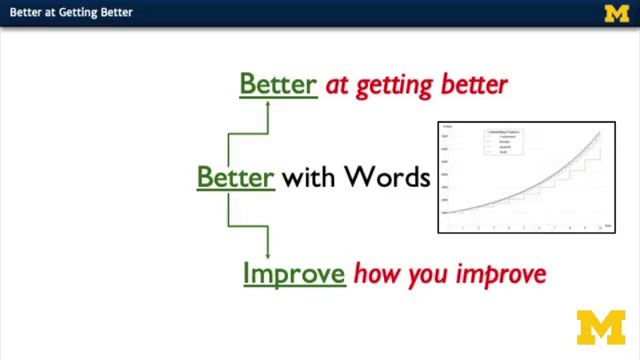 Better at Getting Better
M
Better at getting better
Better with Words
Improve how you improve
M